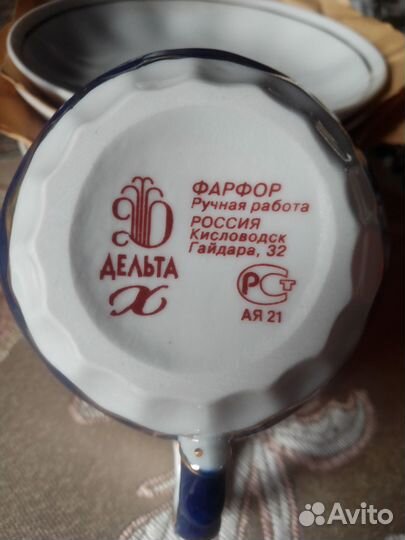 ДЕЛЬТА
Х
ФАРФОР
Ручная работа
РОССИЯ
Кисловодск
Гайдара, 32
РСТ
АЯ 21
Avito